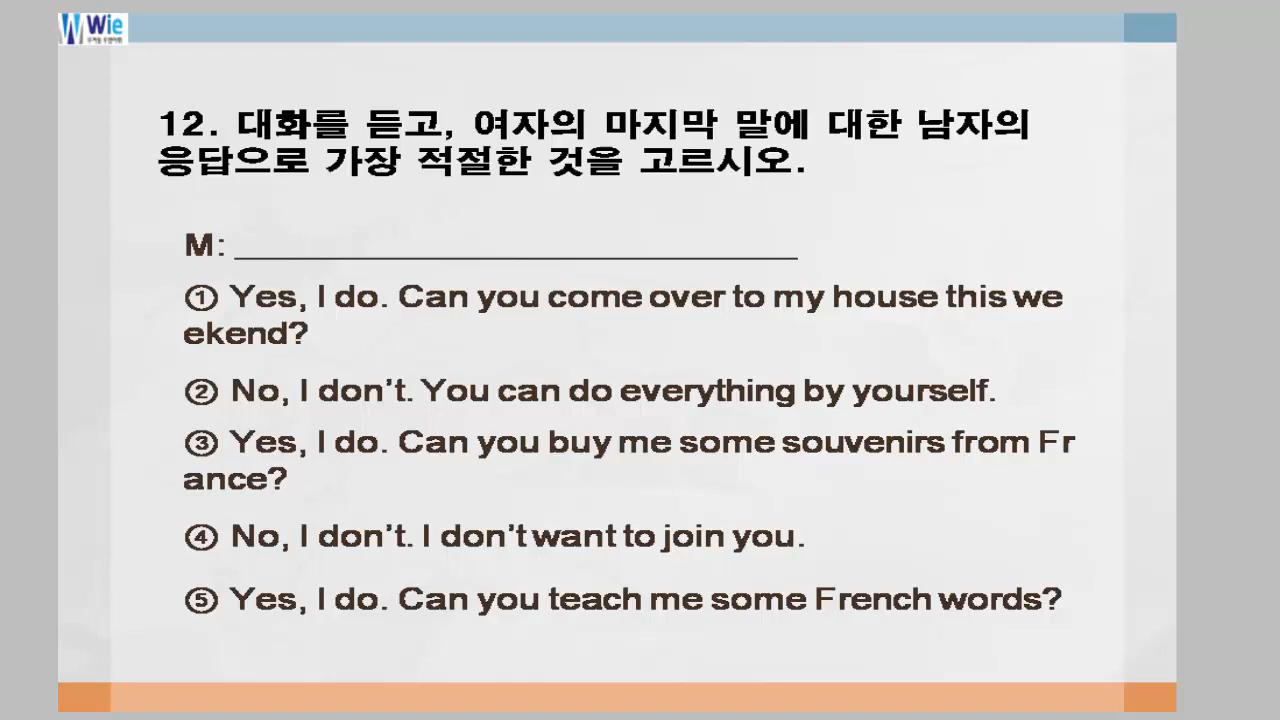 Wie
12. 대화를 듣고, 여자의 마지막 말에 대한 남자의
응답으로 가장 적절한 것을 고르시오.
M: ________________________________
① Yes, I do. Can you come over to my house this we
ekend?
② No, I don't. You can do everything by yourself.
③ Yes, I do. Can you buy me some souvenirs from Fr
ance?
④ No, I don't. I don't want to join you.
⑤ Yes, I do. Can you teach me some French words?